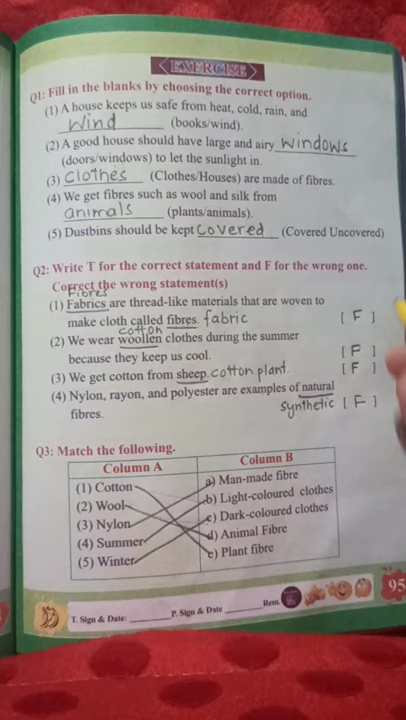 EXERCISE
Q1: Fill in the blanks by choosing the correct option.
(1) A house keeps us safe from heat, cold, rain, and
Wind (books/wind).
(2) A good house should have large and airy windows
(doors/windows) to let the sunlight in.
(3) Clothes (Clothes/Houses) are made of fibres.
(4) We get fibres such as wool and silk from
animals (plants/animals).
(5) Dustbins should be kept Covered (Covered Uncovered)
Q2: Write T for the correct statement and F for the wrong one.
Correct the wrong statement(s)
Fibres
(1) Fabrics are thread-like materials that are woven to
make cloth called fibres. fabric [ F ]
cotton
(2) We wear woollen clothes during the summer
because they keep us cool. [ F ]
(3) We get cotton from sheep. cotton plant. [ F ]
(4) Nylon, rayon, and polyester are examples of natural
fibres. synthetic [ F ]
Q3: Match the following.
Column A Column B
(1) Cotton a) Man-made fibre
(2) Wool b) Light-coloured clothes
(3) Nylon c) Dark-coloured clothes
(4) Summer d) Animal Fibre
(5) Winter e) Plant fibre
T. Sign & Date: P. Sign & Date Rem.
95